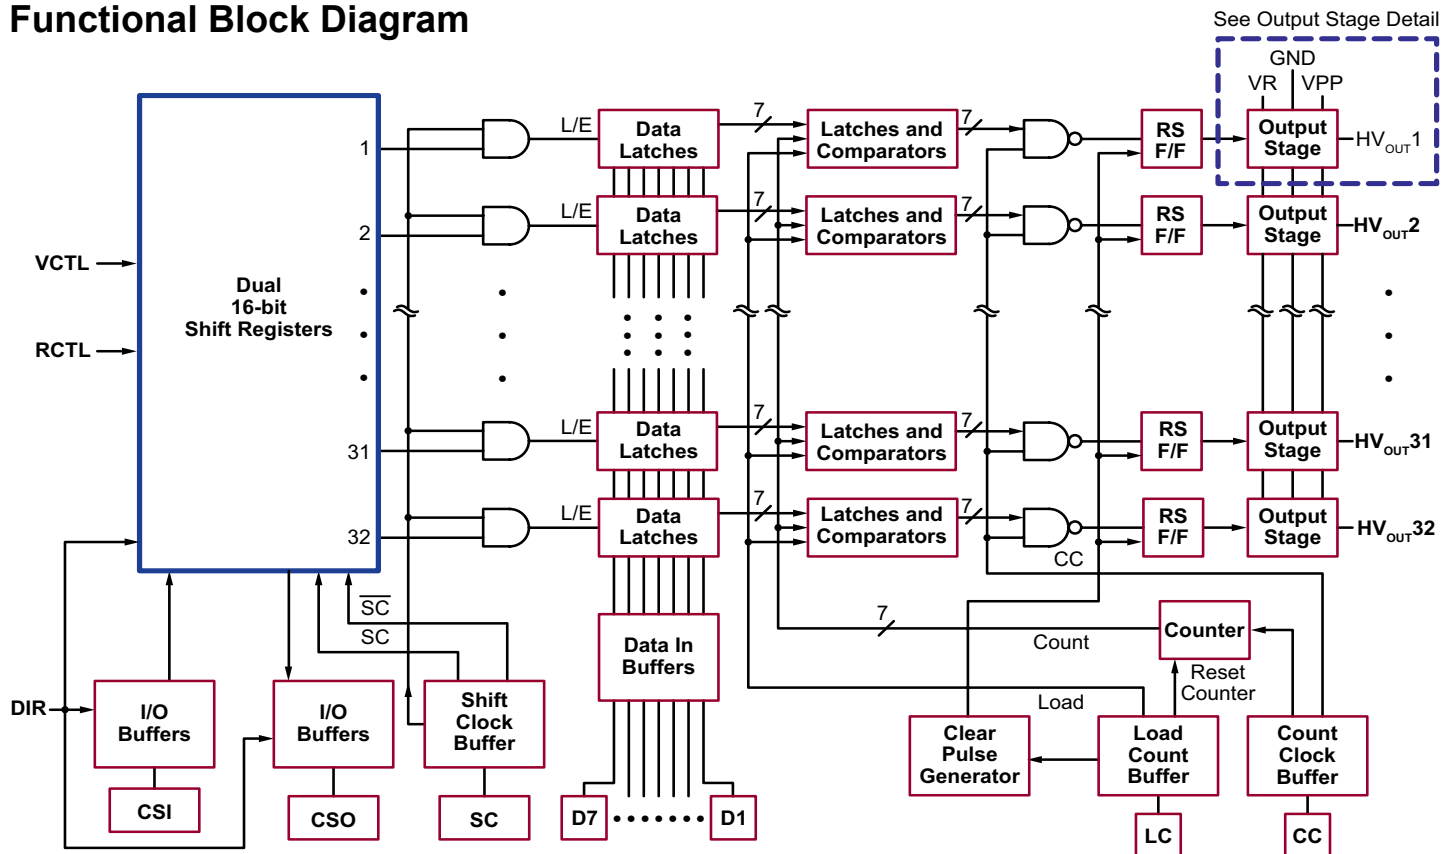 Functional Block Diagram
See Output Stage Detail
GND
VR
VPP
1
L/E
Data
Latches
7
Latches and
Comparators
7
RS
F/F
Output
Stage
HVOUT1
2
L/E
Data
Latches
7
Latches and
Comparators
7
RS
F/F
Output
Stage
HVOUT2
VCTL
RCTL
Dual
16-bit
Shift Registers
31
L/E
Data
Latches
7
Latches and
Comparators
7
RS
F/F
Output
Stage
HVOUT31
32
L/E
Data
Latches
7
Latches and
Comparators
7
CC
RS
F/F
Output
Stage
HVOUT32
S̅C̅
SC
Data In
Buffers
7
Count
Counter
Reset
Counter
Load
DIR
I/O
Buffers
I/O
Buffers
Shift
Clock
Buffer
Clear
Pulse
Generator
Load
Count
Buffer
Count
Clock
Buffer
CSI
CSO
SC
D7
D1
LC
CC